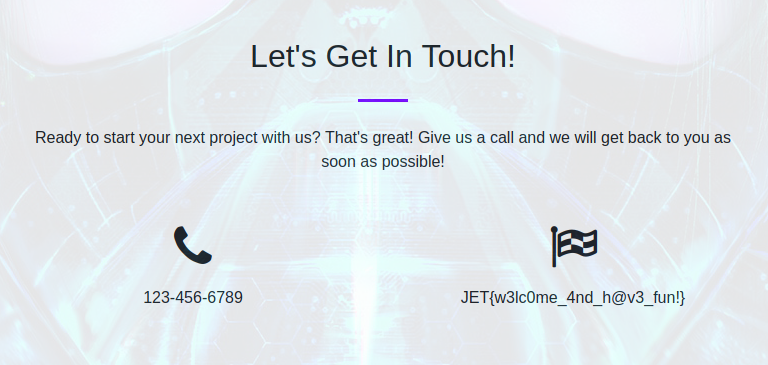 Let's Get In Touch!
Ready to start your next project with us? That's great! Give us a call and we will get back to you as
soon as possible!
123-456-6789
JET{w3lc0me_4nd_h@v3_fun!}